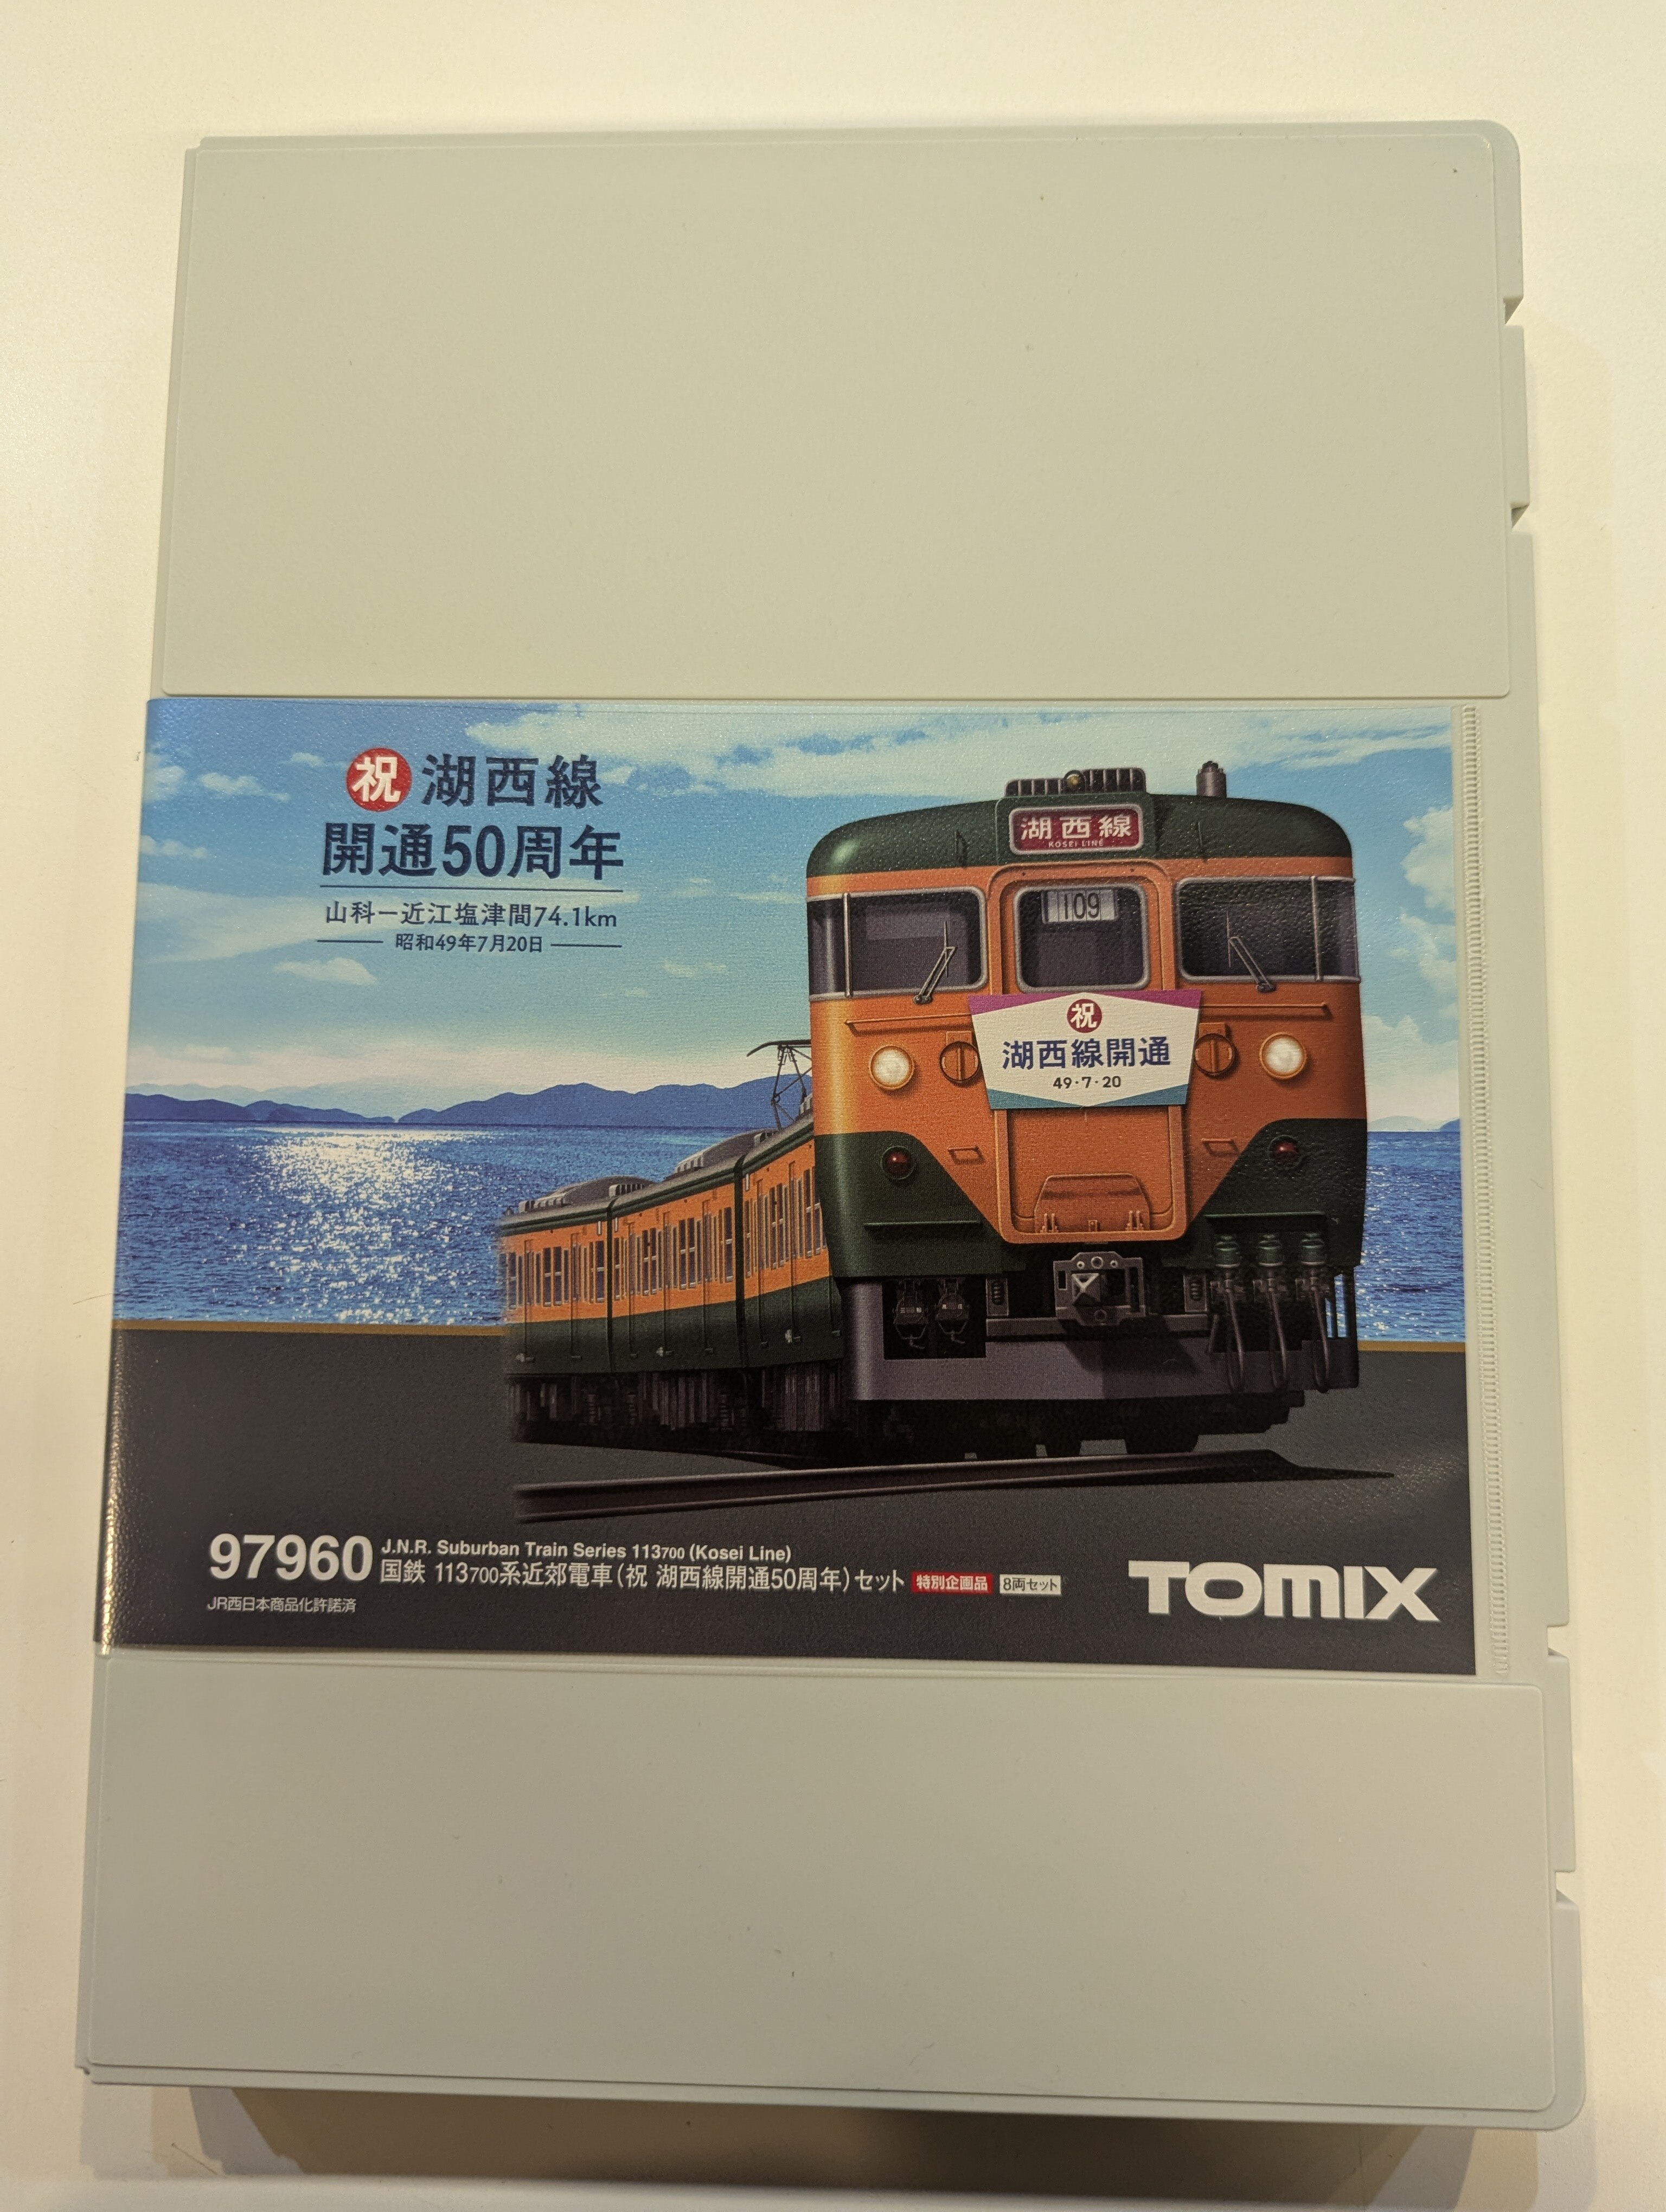 祝 湖西線
開通50周年
山科ー近江塩津間74.1km
昭和49年7月20日
湖西線
KOSEI LINE
109
祝
湖西線開通
49·7·20
97960
J.N.R. Suburban Train Series 113700 (Kosei Line)
国鉄 113700系近郊電車(祝 湖西線開通50周年)セット 特別企画品 8両セット
JR西日本商品化許諾済
TOMIX